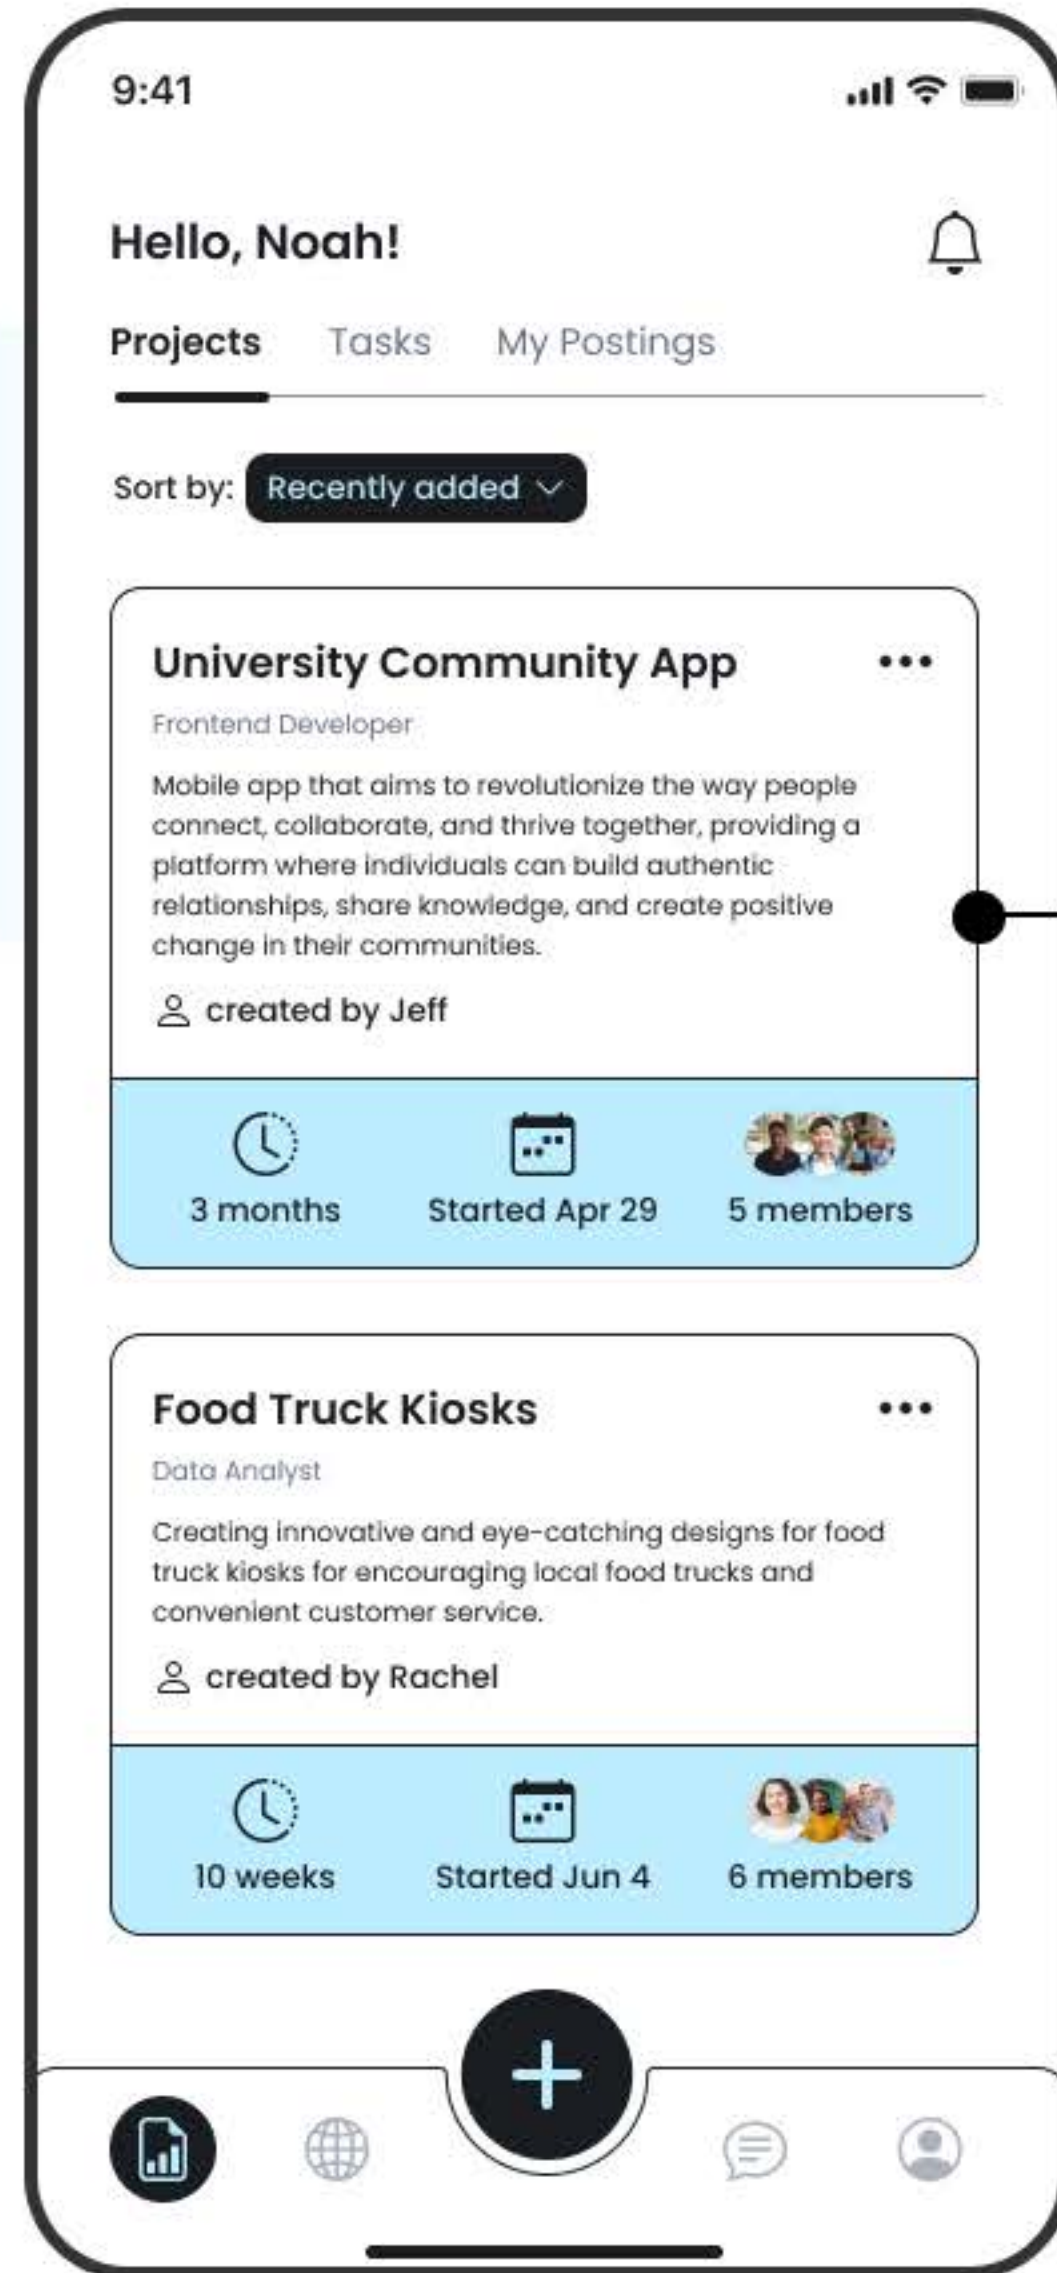 9:41
Hello, Noah!
Projects Tasks My Postings
Sort by: Recently added
University Community App
Frontend Developer
Mobile app that aims to revolutionize the way people
connect, collaborate, and thrive together, providing a
platform where individuals can build authentic
relationships, share knowledge, and create positive
change in their communities.
created by Jeff
3 months Started Apr 29 5 members
Food Truck Kiosks
Data Analyst
Creating innovative and eye-catching designs for food
truck kiosks for encouraging local food trucks and
convenient customer service.
created by Rachel
10 weeks Started Jun 4 6 members